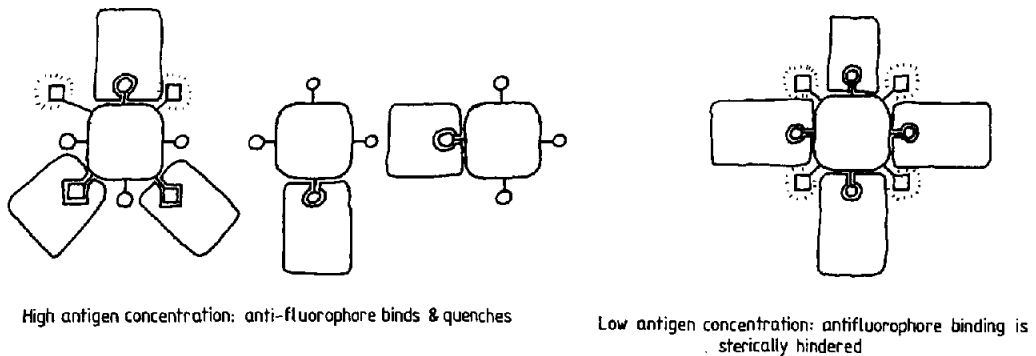 High antigen concentration: anti-fluorophore binds & quenches
Low antigen concentration: antifluorophore binding is
sterically hindered